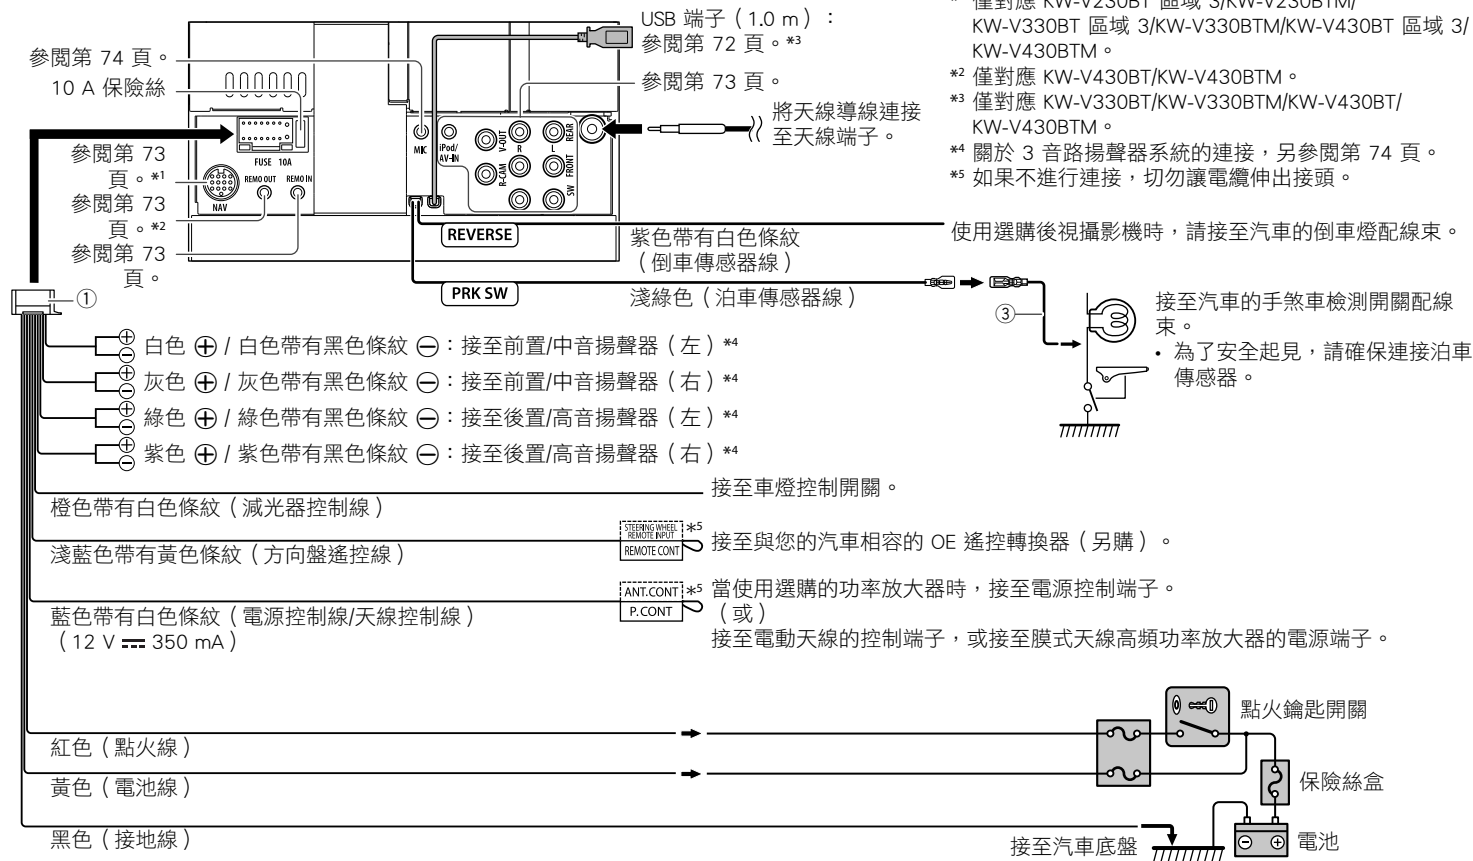 USB 端子（1.0 m）：
參閱第 72 頁。*3
參閱第 74 頁。
10 A 保險絲
參閱第 73 頁。
將天線導線連接
至天線端子。
KW-V330BT 區域 3/KW-V330BTM/KW-V430BT 區域 3/
KW-V430BTM。
*2 僅對應 KW-V430BT/KW-V430BTM。
*3 僅對應 KW-V330BT/KW-V330BTM/KW-V430BT/
KW-V430BTM。
*4 關於 3 音路揚聲器系統的連接，另參閱第 74 頁。
*5 如果不進行連接，切勿讓電纜伸出接頭。
參閱第 73
頁。*1
參閱第 73
頁。*2
參閱第 73
頁。
FUSE 10A
REMO OUT
REMO IN
NAV
MIC
iPod/
AV-IN
V-OUT
R-CAM
R
L
REAR
FRONT
SW
REVERSE
紫色帶有白色條紋
（倒車傳感器線）
使用選購後視攝影機時，請接至汽車的倒車燈配線束。
PRK SW
淺綠色（泊車傳感器線）
①
③
接至汽車的手煞車檢測開關配線
束。
• 為了安全起見，請確保連接泊車
傳感器。
⊕
⊖
白色 ⊕ / 白色帶有黑色條紋 ⊖：接至前置/中音揚聲器（左）*4
⊕
⊖
灰色 ⊕ / 灰色帶有黑色條紋 ⊖：接至前置/中音揚聲器（右）*4
⊕
⊖
綠色 ⊕ / 綠色帶有黑色條紋 ⊖：接至後置/高音揚聲器（左）*4
⊕
⊖
紫色 ⊕ / 紫色帶有黑色條紋 ⊖：接至後置/高音揚聲器（右）*4
橙色帶有白色條紋（減光器控制線）
接至車燈控制開關。
淺藍色帶有黃色條紋（方向盤遙控線）
STEERING WHEEL
REMOTE INPUT
REMOTE CONT
*5
接至與您的汽車相容的 OE 遙控轉換器（另購）。
藍色帶有白色條紋（電源控制線/天線控制線）
（12 V ⎓ 350 mA）
ANT.CONT
P.CONT
*5
當使用選購的功率放大器時，接至電源控制端子。
（或）
接至電動天線的控制端子，或接至膜式天線高頻功率放大器的電源端子。
紅色（點火線）
點火鑰匙開關
黃色（電池線）
保險絲盒
黑色（接地線）
接至汽車底盤
⊖ ⊕
電池